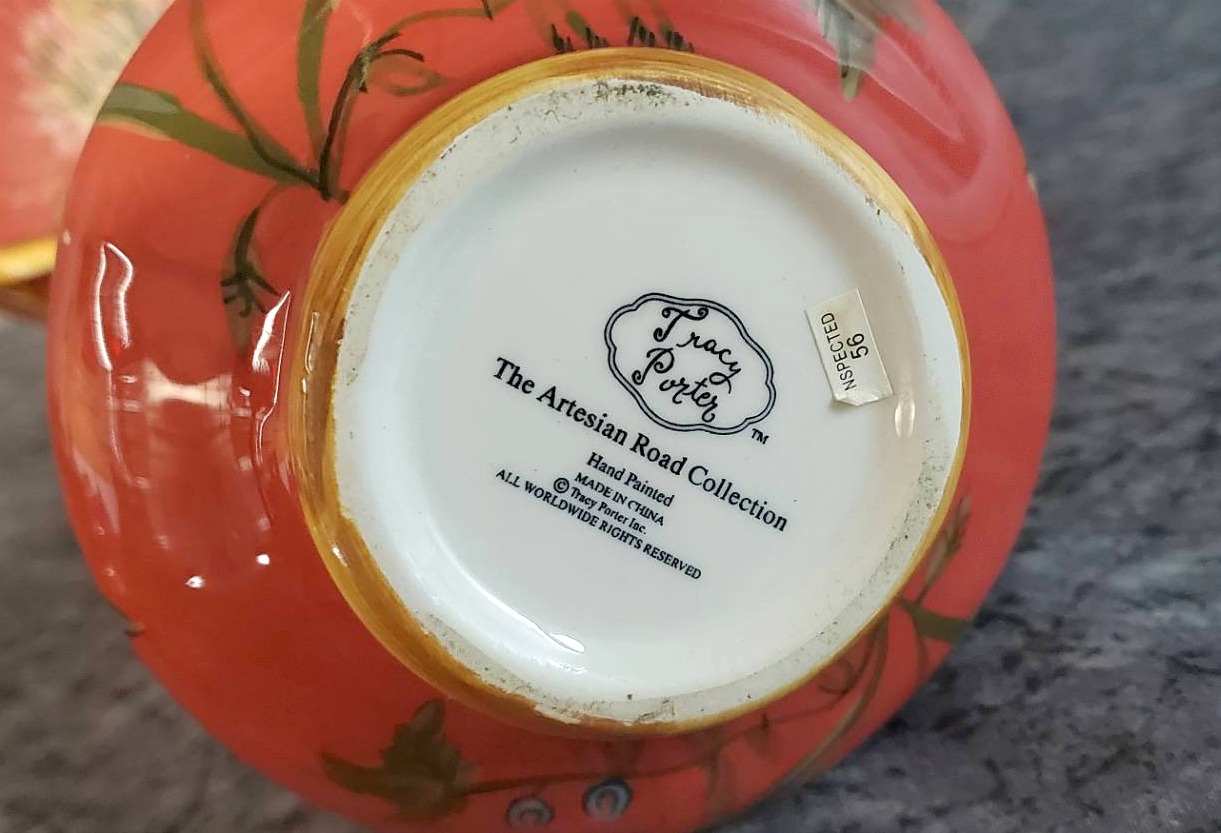 Tracy
Porter
TM
The Artesian Road Collection
Hand Painted
MADE IN CHINA
© Tracy Porter Inc.
ALL WORLDWIDE RIGHTS RESERVED
NSPECTED
56